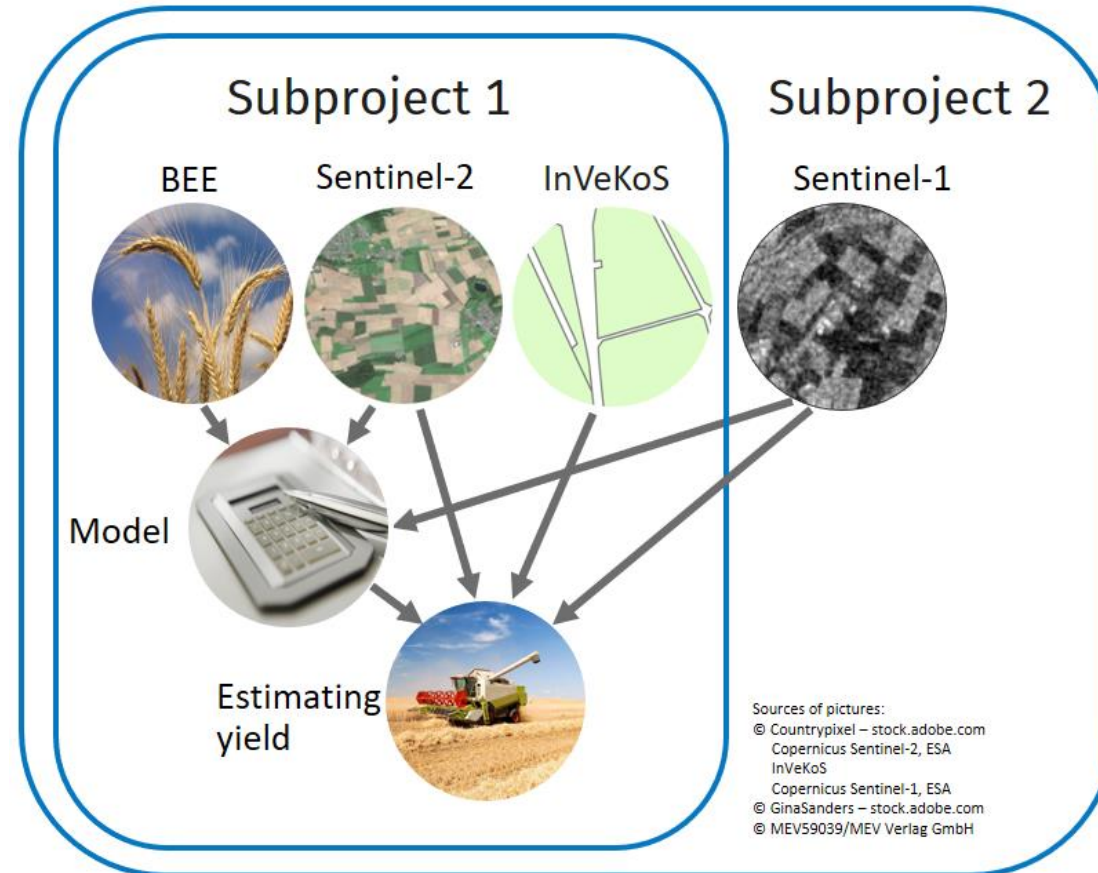 Subproject 1
Subproject 2
BEE
Sentinel-2
InVeKoS
Sentinel-1
Model
Estimating
yield
Sources of pictures:
© Countrypixel – stock.adobe.com
Copernicus Sentinel-2, ESA
InVeKoS
Copernicus Sentinel-1, ESA
© GinaSanders – stock.adobe.com
© MEV59039/MEV Verlag GmbH